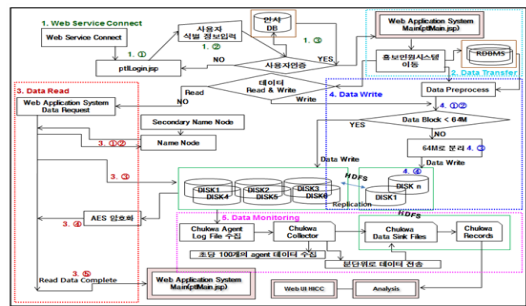 1. Web Service Connect
Web Service Connect
1. ①
ptlLogin.jsp
사용자
식별 정보입력
1. ②
인사
DB
1. ③
사용자인증
NO
YES
Web Application System
Main(ptlMain.jsp)
홍보민원시스템
이동
RDBMS
2. Data Transfer
Data Preprocess
데이터
Read & Write
Read
NO
Write
3. Data Read
Web Application System
Data Request
Secondary Name Node
Name Node
3. ①②
3. ③
4. Data Write
4. ①②
Data Block < 64M
YES
NO
64M로 분리
4. ③
Data Write
Data Write
4. ④
HDFS
DISK1
DISK2
DISK3
DISK4
DISK5
DISK6
DISK n
DISK1
Replication
HDFS
AES 암호화
3. ④
5. Data Monitoring
Chukwa Agent
Log File 수집
Chukwa
Collector
Chukwa
Data Sink Files
Chukwa
Records
초당 100개의 agent 데이터 수집
분단위로 데이터 전송
3. ⑤
Read Data Complete
Web Application System
Main(ptlMain.jsp)
Web UI HICC
Analysis